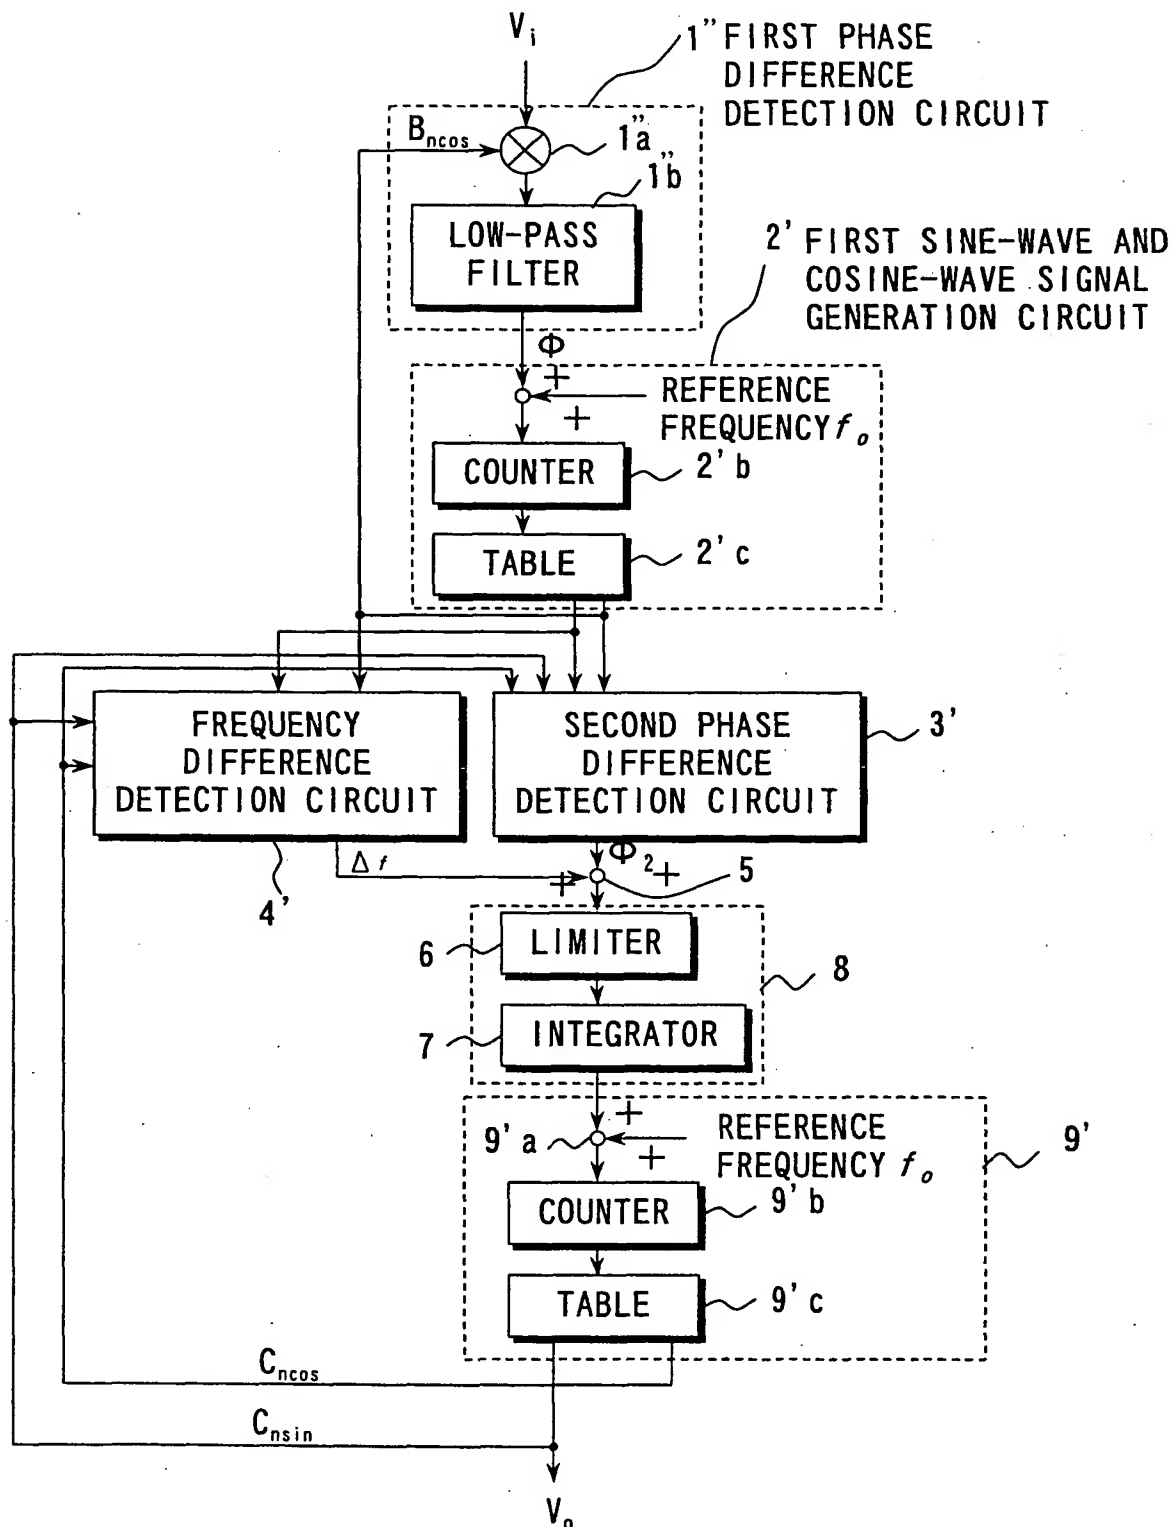 Vi
1" FIRST PHASE
DIFFERENCE
DETECTION CIRCUIT
Bncos
1"a
1"b
LOW-PASS
FILTER
2' FIRST SINE-WAVE AND
COSINE-WAVE SIGNAL
GENERATION CIRCUIT
Φ
+
+
REFERENCE
FREQUENCY fo
COUNTER
2' b
TABLE
2' c
FREQUENCY
DIFFERENCE
DETECTION CIRCUIT
SECOND PHASE
DIFFERENCE
DETECTION CIRCUIT
3'
4'
Δf
+
Φ2
+
5
6
LIMITER
8
7
INTEGRATOR
+
9' a
+
REFERENCE
FREQUENCY fo
9'
COUNTER
9' b
TABLE
9' c
Cncos
Cnsin
Vo